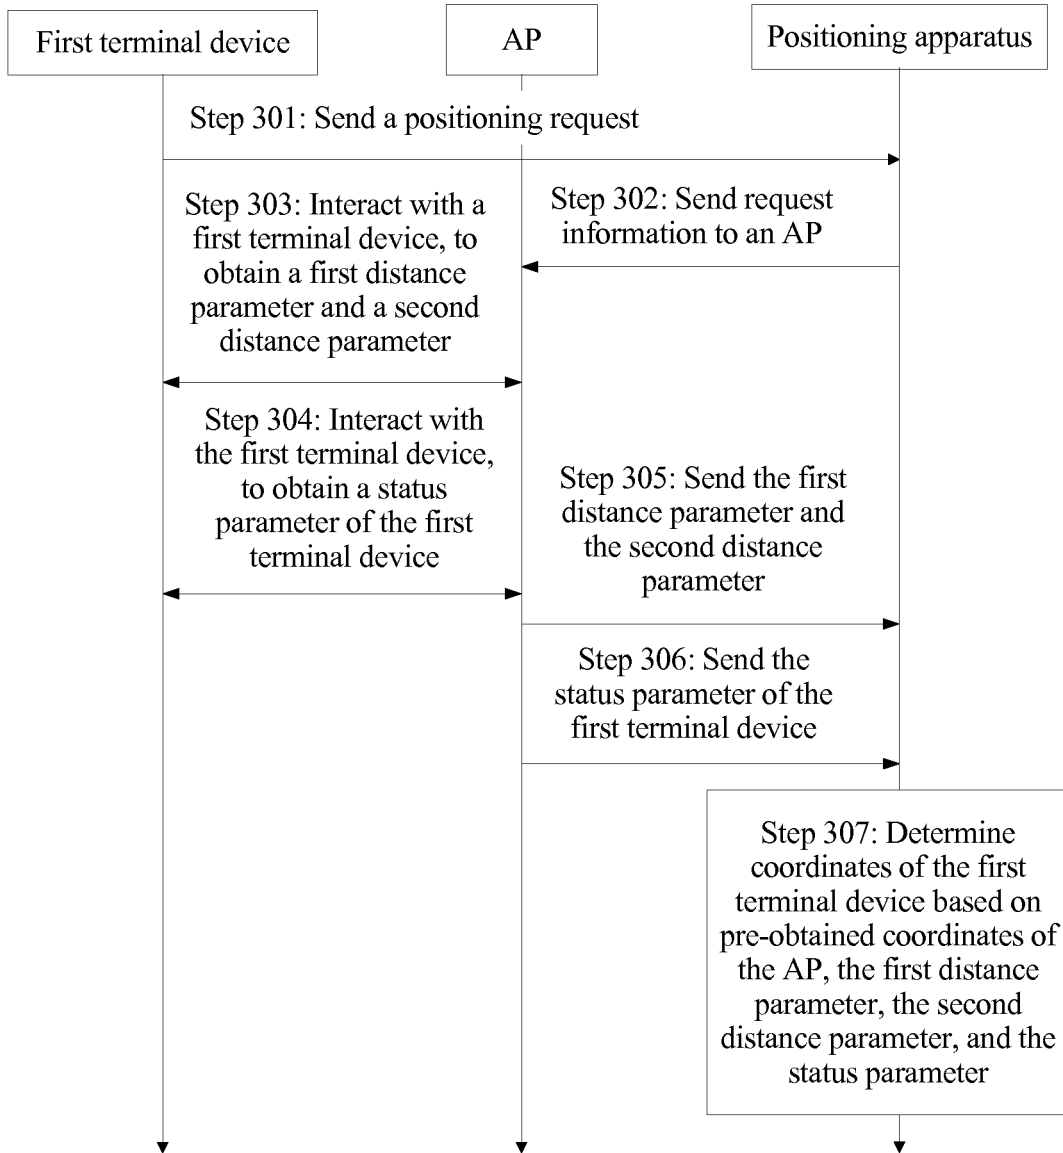 First terminal device
AP
Positioning apparatus
Step 301: Send a positioning request
Step 302: Send request
information to an AP
Step 303: Interact with a
first terminal device, to
obtain a first distance
parameter and a second
distance parameter
Step 304: Interact with
the first terminal device,
to obtain a status
parameter of the first
terminal device
Step 305: Send the first
distance parameter and
the second distance
parameter
Step 306: Send the
status parameter of the
first terminal device
Step 307: Determine
coordinates of the first
terminal device based on
pre-obtained coordinates of
the AP, the first distance
parameter, the second
distance parameter, and the
status parameter